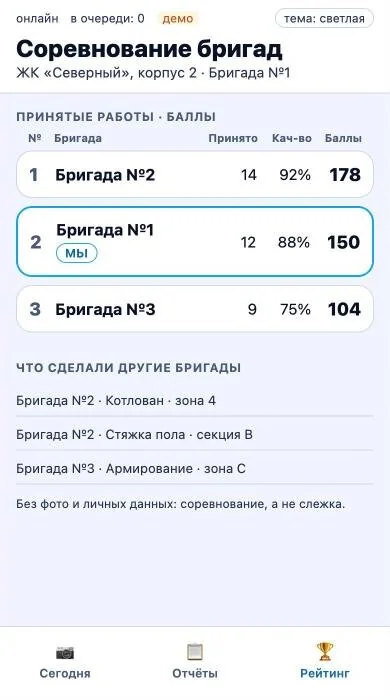 онлайн в очереди: 0 демо тема: светлая
Соревнование бригад
ЖК «Северный», корпус 2 · Бригада №1
ПРИНЯТЫЕ РАБОТЫ · БАЛЛЫ
№ Бригада Принято Кач-во Баллы
1 Бригада №2 14 92% 178
2 Бригада №1 12 88% 150
МЫ
3 Бригада №3 9 75% 104
ЧТО СДЕЛАЛИ ДРУГИЕ БРИГАДЫ
Бригада №2 · Котлован · зона 4
Бригада №2 · Стяжка пола · секция B
Бригада №3 · Армирование · зона C
Без фото и личных данных: соревнование, а не слежка.
Сегодня Отчёты Рейтинг